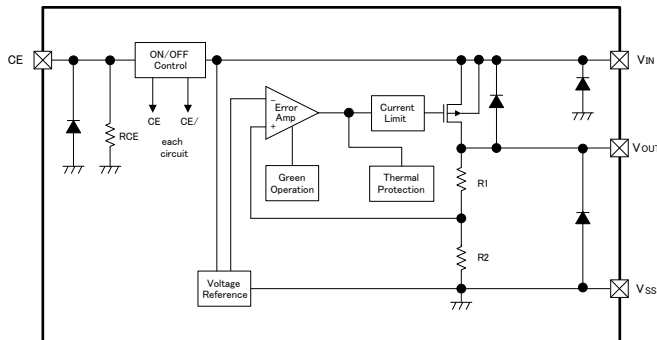 CE
ON/OFF
Control
VIN
CE
CE/
each
circuit
RCE
Error
Amp
−
+
Current
Limit
Green
Operation
Thermal
Protection
VOUT
R1
R2
Voltage
Reference
VSS